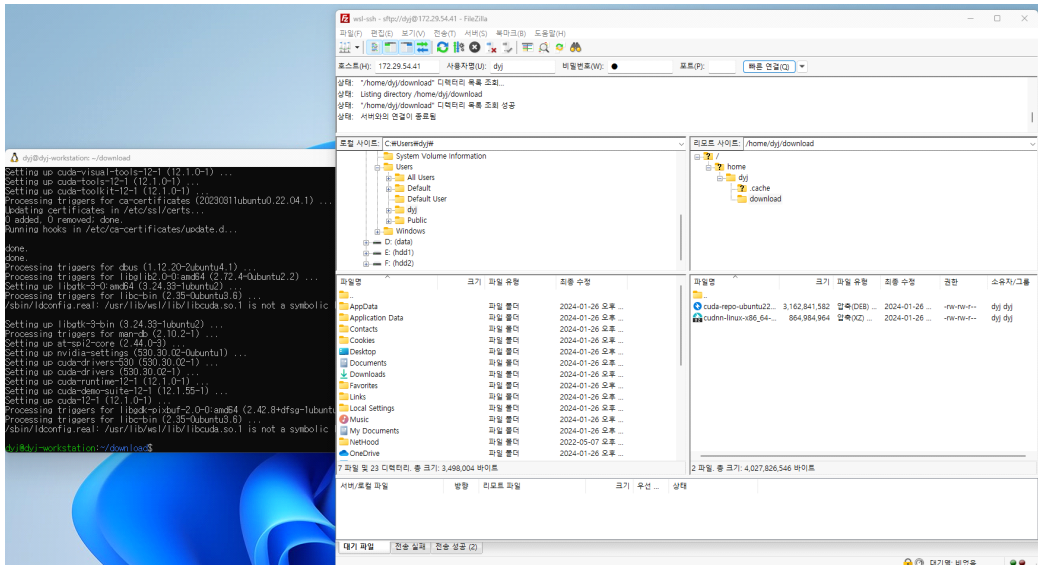 wsl-ssh - sftp://dyj@172.29.54.41 - FileZilla
파일(F) 편집(E) 보기(V) 전송(T) 서버(S) 북마크(B) 도움말(H)
호스트(H): 172.29.54.41 사용자명(U): dyj 비밀번호(W): ● 포트(P): 빠른 연결(Q)
상태: "/home/dyj/download" 디렉터리 목록 조회...
상태: Listing directory /home/dyj/download
상태: "/home/dyj/download" 디렉터리 목록 조회 성공
상태: 서버와의 연결이 종료됨
로컬 사이트: C:₩Users₩dyj₩
System Volume Information
Users
All Users
Default
Default User
dyj
Public
Windows
D: (data)
E: (hdd1)
F: (hdd2)
리모트 사이트: /home/dyj/download
/
home
dyj
.cache
download
파일명 크기 파일 유형 최종 수정
..
AppData 파일 폴더 2024-01-26 오후 ...
Application Data 파일 폴더 2024-01-26 오후 ...
Contacts 파일 폴더 2024-01-26 오후 ...
Cookies 파일 폴더 2024-01-26 오후 ...
Desktop 파일 폴더 2024-01-26 오후 ...
Documents 파일 폴더 2024-01-26 오후 ...
Downloads 파일 폴더 2024-01-26 오후 ...
Favorites 파일 폴더 2024-01-26 오후 ...
Links 파일 폴더 2024-01-26 오후 ...
Local Settings 파일 폴더 2024-01-26 오후 ...
Music 파일 폴더 2024-01-26 오후 ...
My Documents 파일 폴더 2024-01-26 오후 ...
NetHood 파일 폴더 2022-05-07 오후 ...
OneDrive 파일 폴더 2024-01-26 오후 ...
7 파일 및 23 디렉터리. 총 크기: 3,498,004 바이트
파일명 크기 파일 유형 최종 수정 권한 소유자/그룹
..
cuda-repo-ubuntu22... 3,162,841,582 압축(DEB) ... 2024-01-26 ... -rw-rw-r-- dyj dyj
cudnn-linux-x86_64-... 864,984,964 압축(XZ) ... 2024-01-26 ... -rw-rw-r-- dyj dyj
2 파일. 총 크기: 4,027,826,546 바이트
서버/로컬 파일 방향 리모트 파일 크기 우선 ... 상태
대기 파일 전송 실패 전송 성공 (2)
대기열: 비었음
dyj@dyj-workstation: ~/download
Setting up cuda-visual-tools-12-1 (12.1.0-1) ...
Setting up cuda-tools-12-1 (12.1.0-1) ...
Setting up cuda-toolkit-12-1 (12.1.0-1) ...
Processing triggers for ca-certificates (20230311ubuntu0.22.04.1) ...
Updating certificates in /etc/ssl/certs...
0 added, 0 removed; done.
Running hooks in /etc/ca-certificates/update.d...
done.
done.
Processing triggers for dbus (1.12.20-2ubuntu4.1) ...
Processing triggers for libglib2.0-0:amd64 (2.72.4-0ubuntu2.2) ...
Setting up libgtk-3-0:amd64 (3.24.33-1ubuntu2) ...
Processing triggers for libc-bin (2.35-0ubuntu3.6) ...
/sbin/ldconfig.real: /usr/lib/wsl/lib/libcuda.so.1 is not a symbolic
Setting up libgtk-3-bin (3.24.33-1ubuntu2) ...
Processing triggers for man-db (2.10.2-1) ...
Setting up at-spi2-core (2.44.0-3) ...
Setting up nvidia-settings (530.30.02-0ubuntu1) ...
Setting up cuda-drivers-530 (530.30.02-1) ...
Setting up cuda-drivers (530.30.02-1) ...
Setting up cuda-runtime-12-1 (12.1.0-1) ...
Setting up cuda-demo-suite-12-1 (12.1.55-1) ...
Setting up cuda-12-1 (12.1.0-1) ...
Processing triggers for libgdk-pixbuf-2.0-0:amd64 (2.42.8+dfsg-1ubuntu
Processing triggers for libc-bin (2.35-0ubuntu3.6) ...
/sbin/ldconfig.real: /usr/lib/wsl/lib/libcuda.so.1 is not a symbolic
dyj@dyj-workstation:~/download$